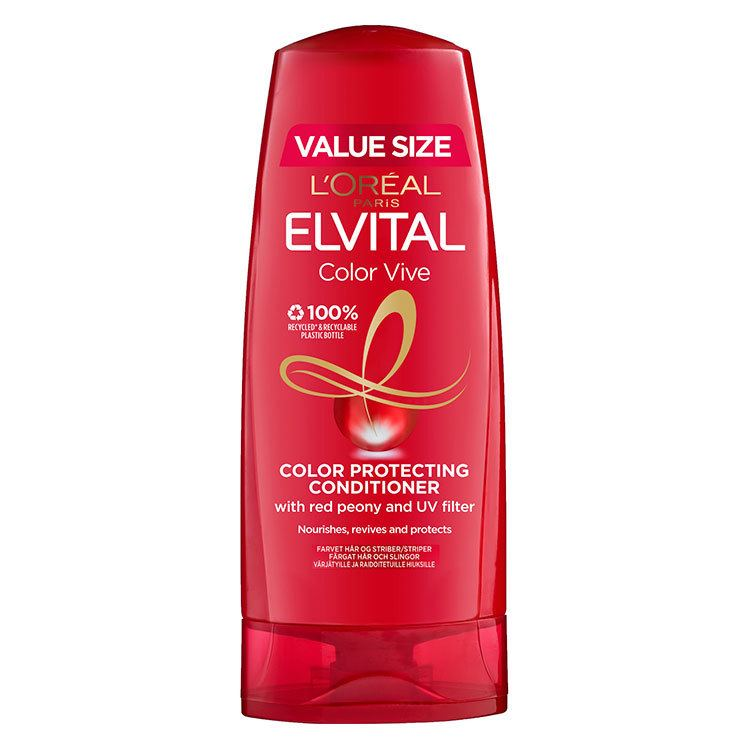 VALUE SIZE
L'ORÉAL
PARIS
ELVITAL
Color Vive
100%
RECYCLED* & RECYCLABLE
PLASTIC BOTTLE
COLOR PROTECTING
CONDITIONER
with red peony and UV filter
Nourishes, revives and protects
FARVET HÅR OG STRIBER/STRIPER
FÄRGAT HÅR OCH SLINGOR
VÄRJÄTYILLE JA RAIDOITETUILLE HIUKSILLE